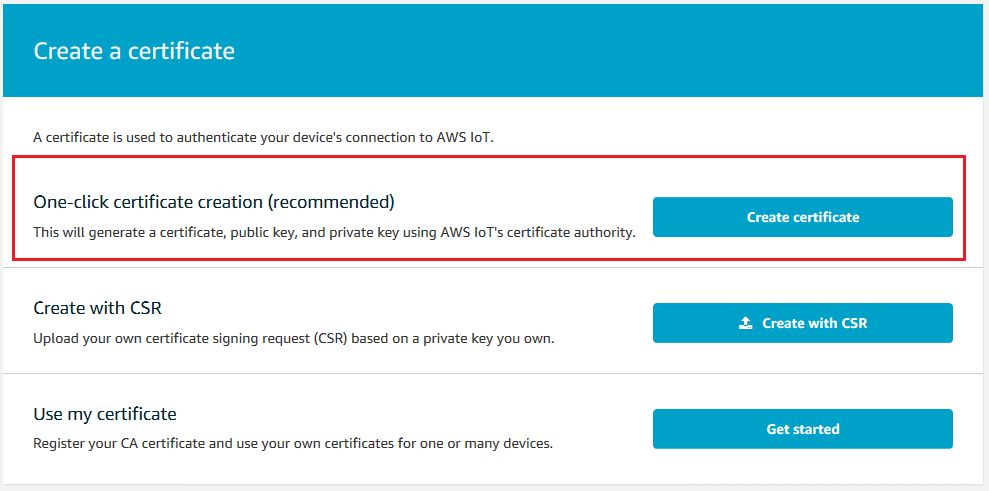 Create a certificate
A certificate is used to authenticate your device's connection to AWS IoT.
One-click certificate creation (recommended)
This will generate a certificate, public key, and private key using AWS IoT's certificate authority.
Create certificate
Create with CSR
Upload your own certificate signing request (CSR) based on a private key you own.
Create with CSR
Use my certificate
Register your CA certificate and use your own certificates for one or many devices.
Get started